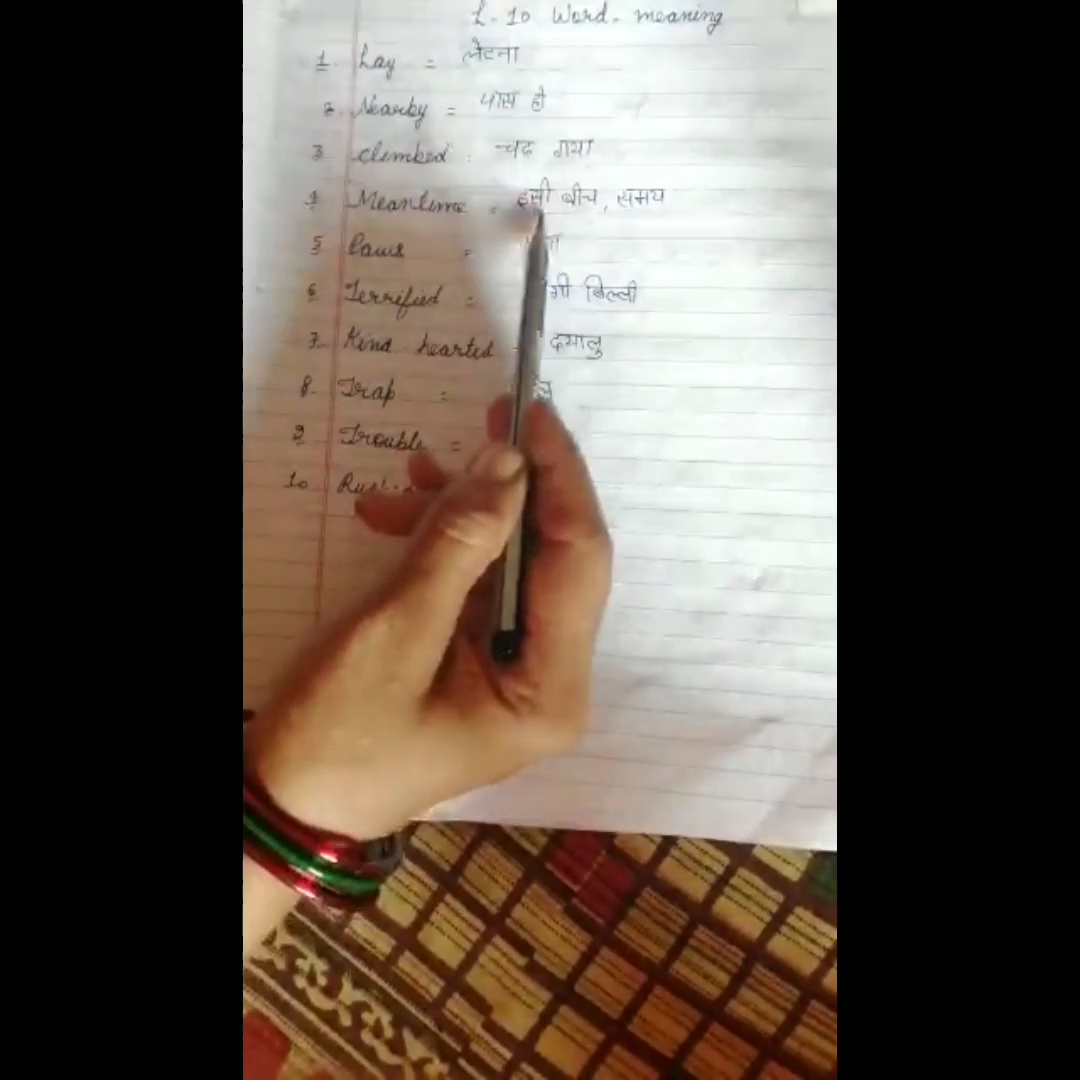 L-10 Word-meaning
1. Lay = लेटना
2. Nearby = पास ही
3 climbed चढ गया
4 Meantime = इसी बीच, समय
5 Paws =
6 Terrified = बिल्ली
7 Kind hearted दयालु
8- Trap =
9 Trouble =
10